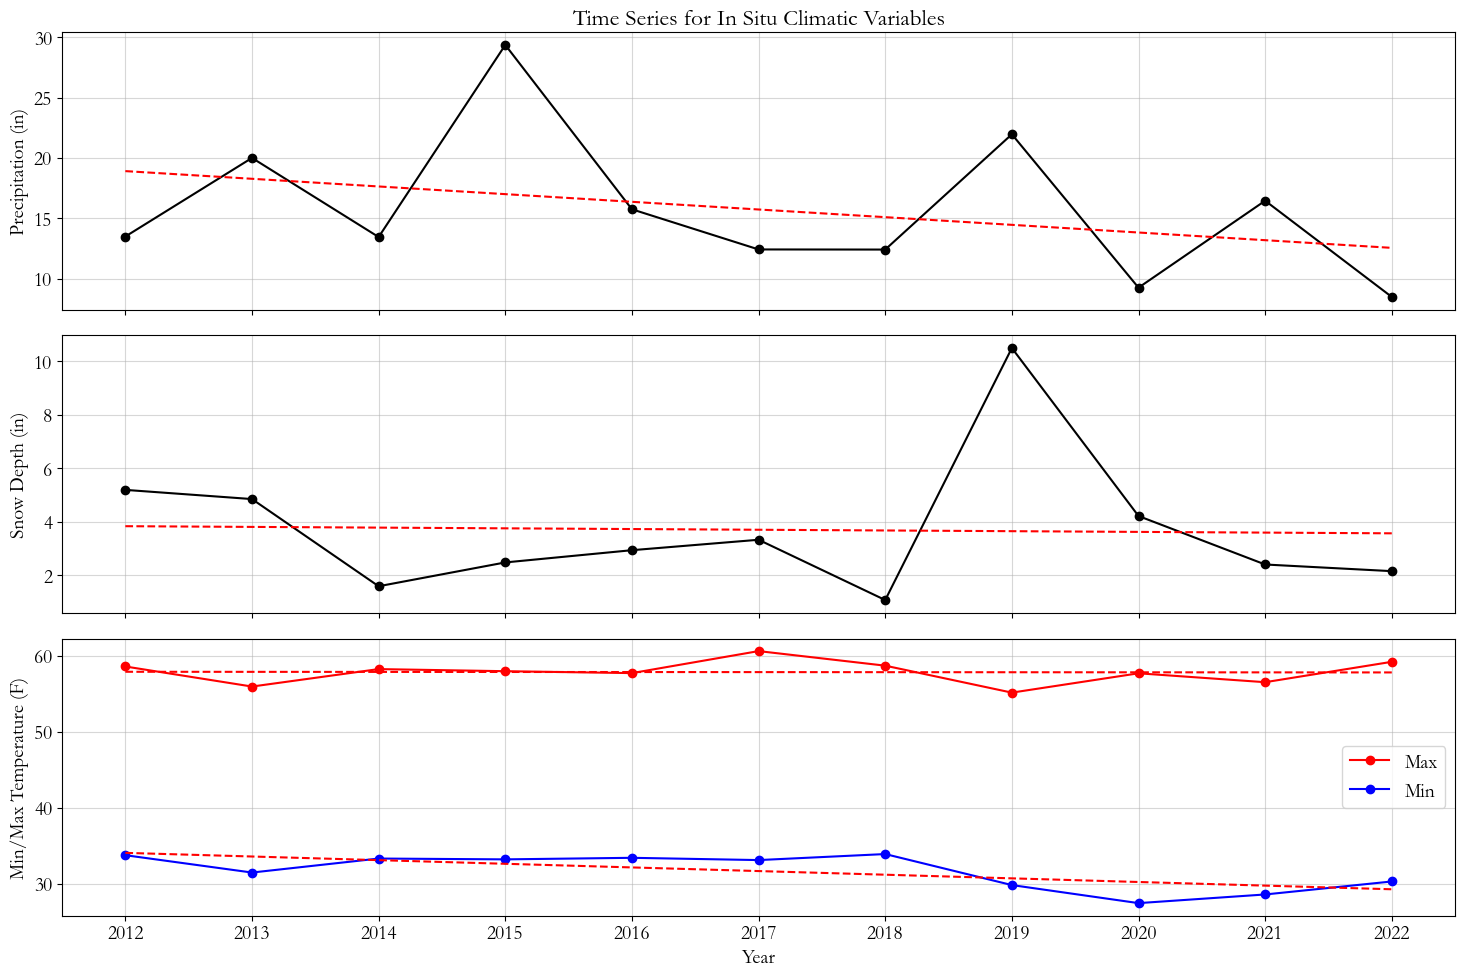 Time Series for In Situ Climatic Variables
Precipitation (in)
30
25
20
15
10
Snow Depth (in)
10
8
6
4
2
Min/Max Temperature (F)
60
50
40
30
Max
Min
2012 2013 2014 2015 2016 2017 2018 2019 2020 2021 2022
Year